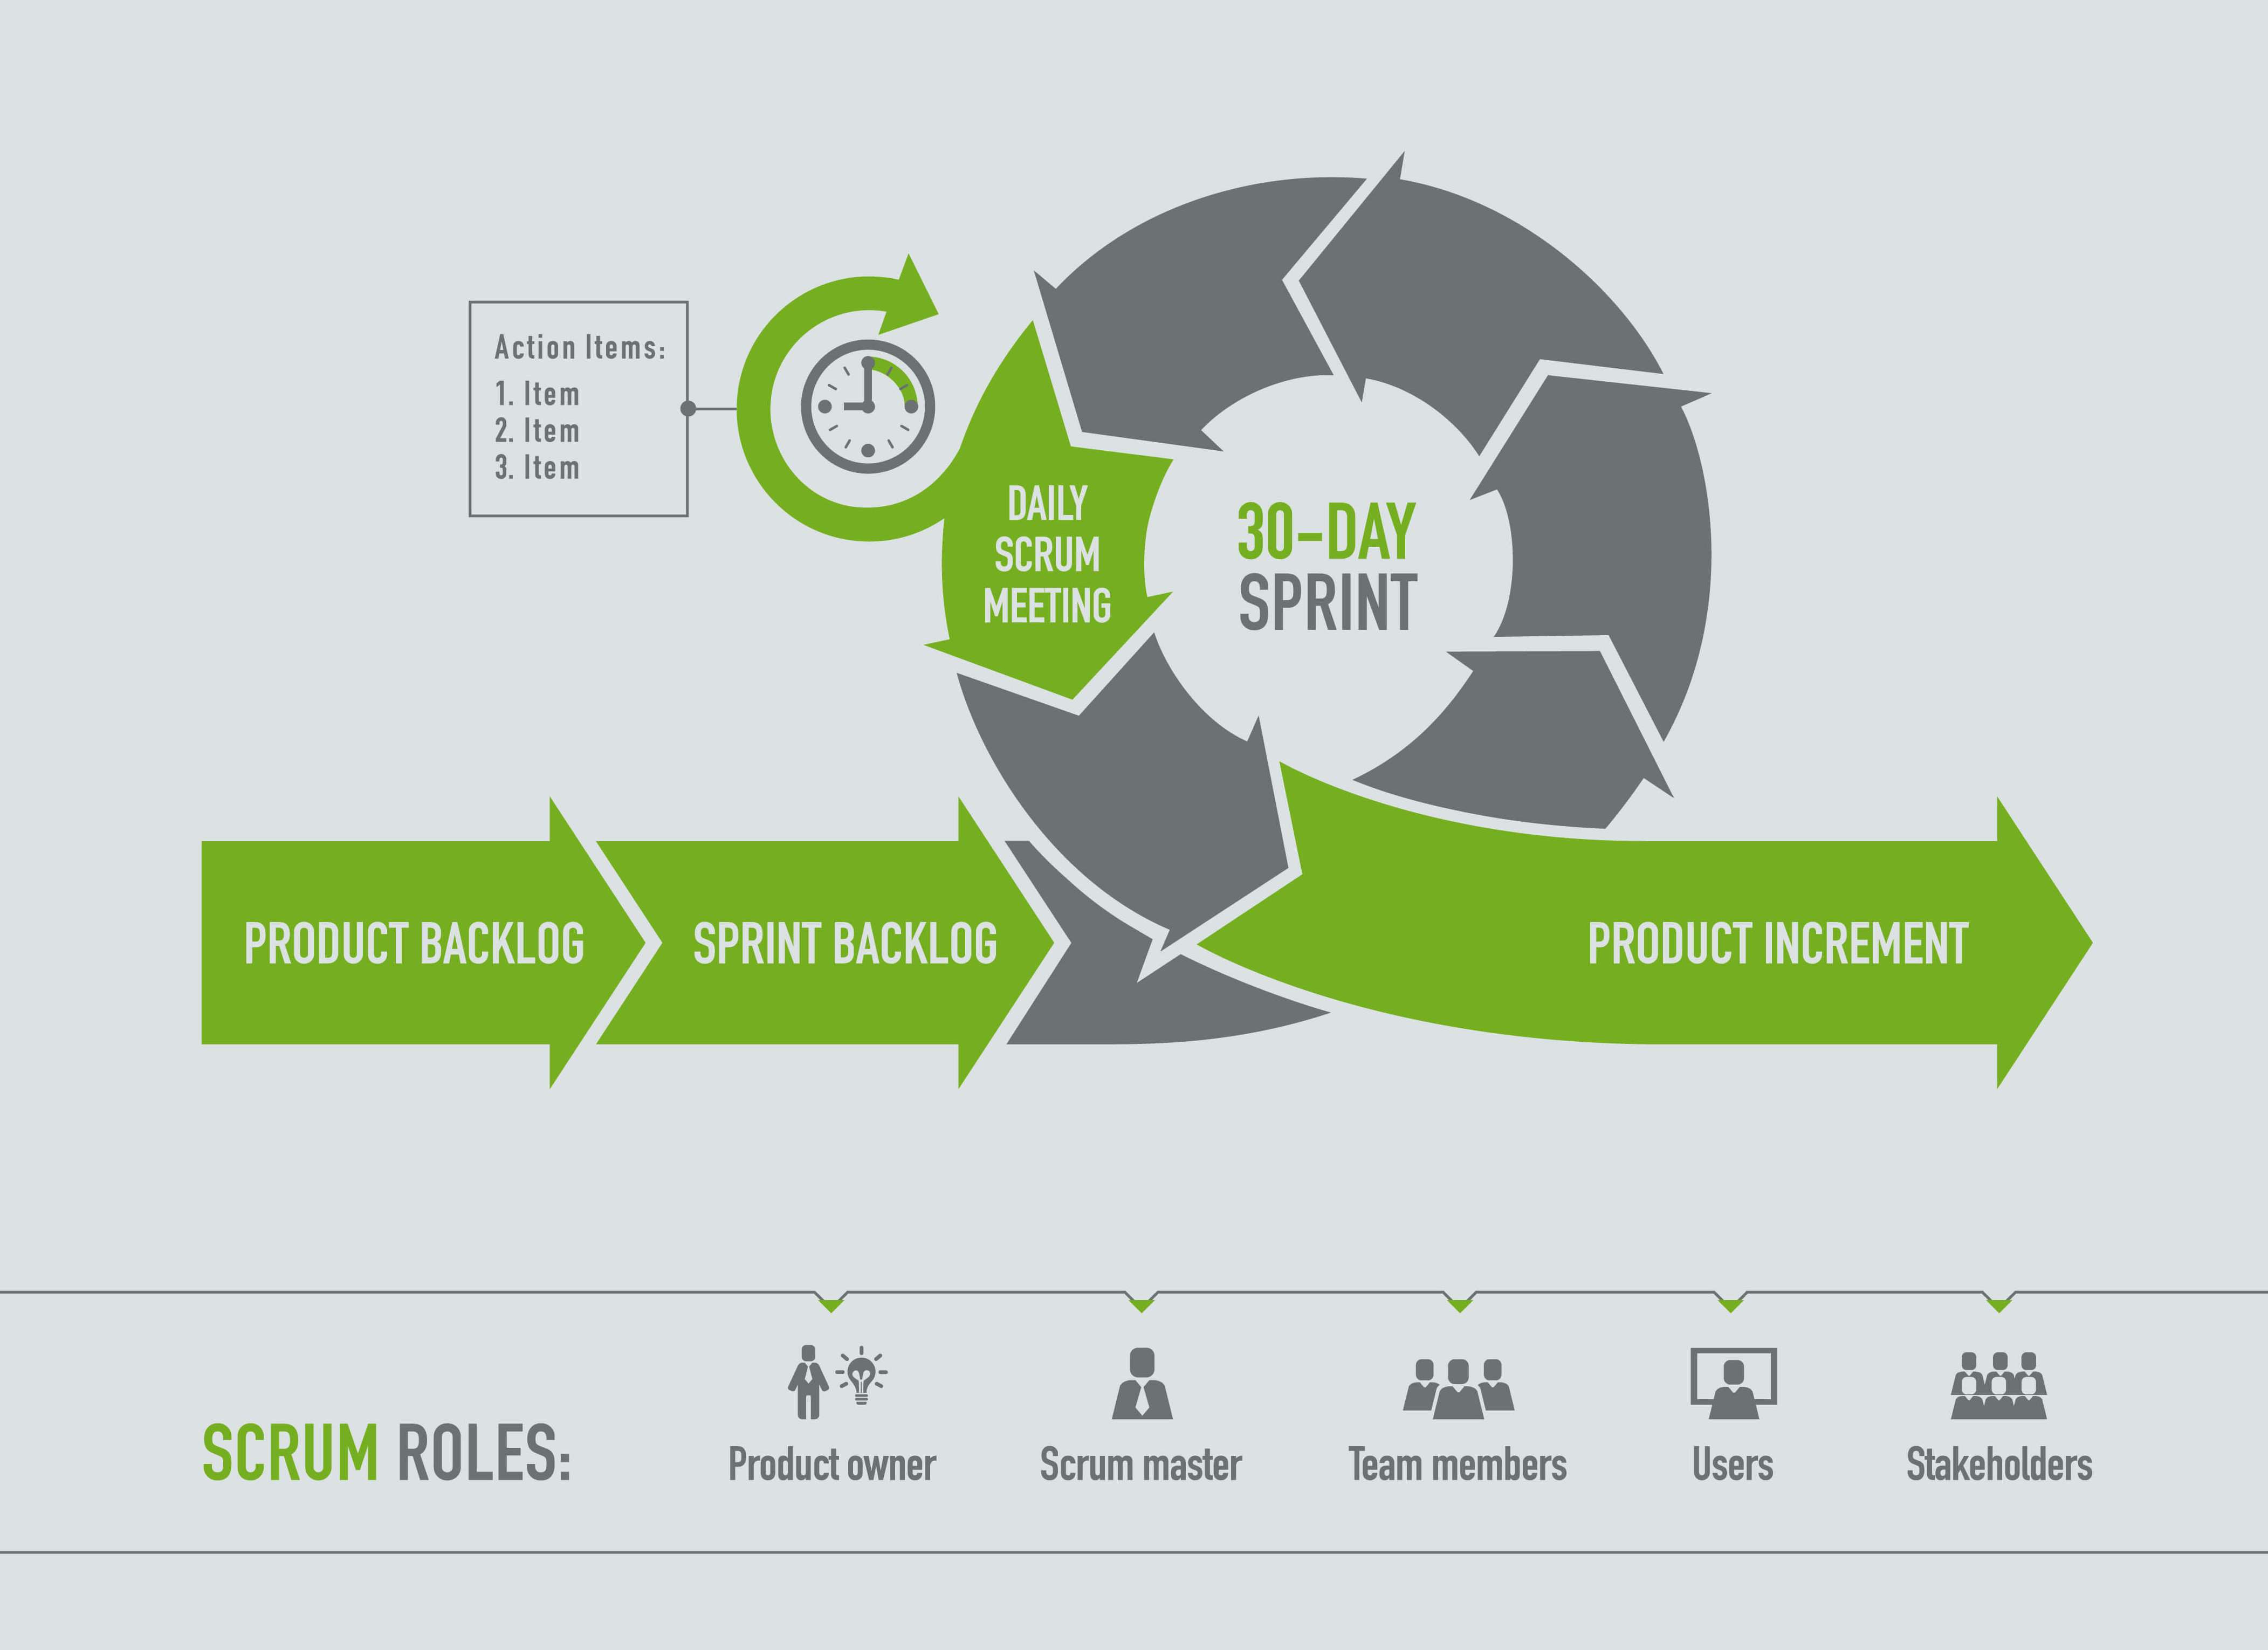 Action Items:
1. Item
2. Item
3. Item
DAILY
SCRUM
MEETING
30-DAY
SPRINT
PRODUCT BACKLOG
SPRINT BACKLOG
PRODUCT INCREMENT
SCRUM ROLES:
Product owner
Scrum master
Team members
Users
Stakeholders